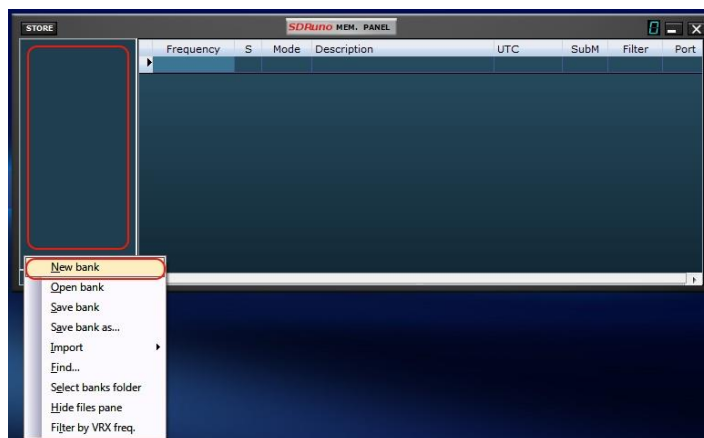 STORE SDRuno MEM. PANEL 0
Frequency S Mode Description UTC SubM Filter Port
New bank
Open bank
Save bank
Save bank as...
Import
Find...
Select banks folder
Hide files pane
Filter by VRX freq.